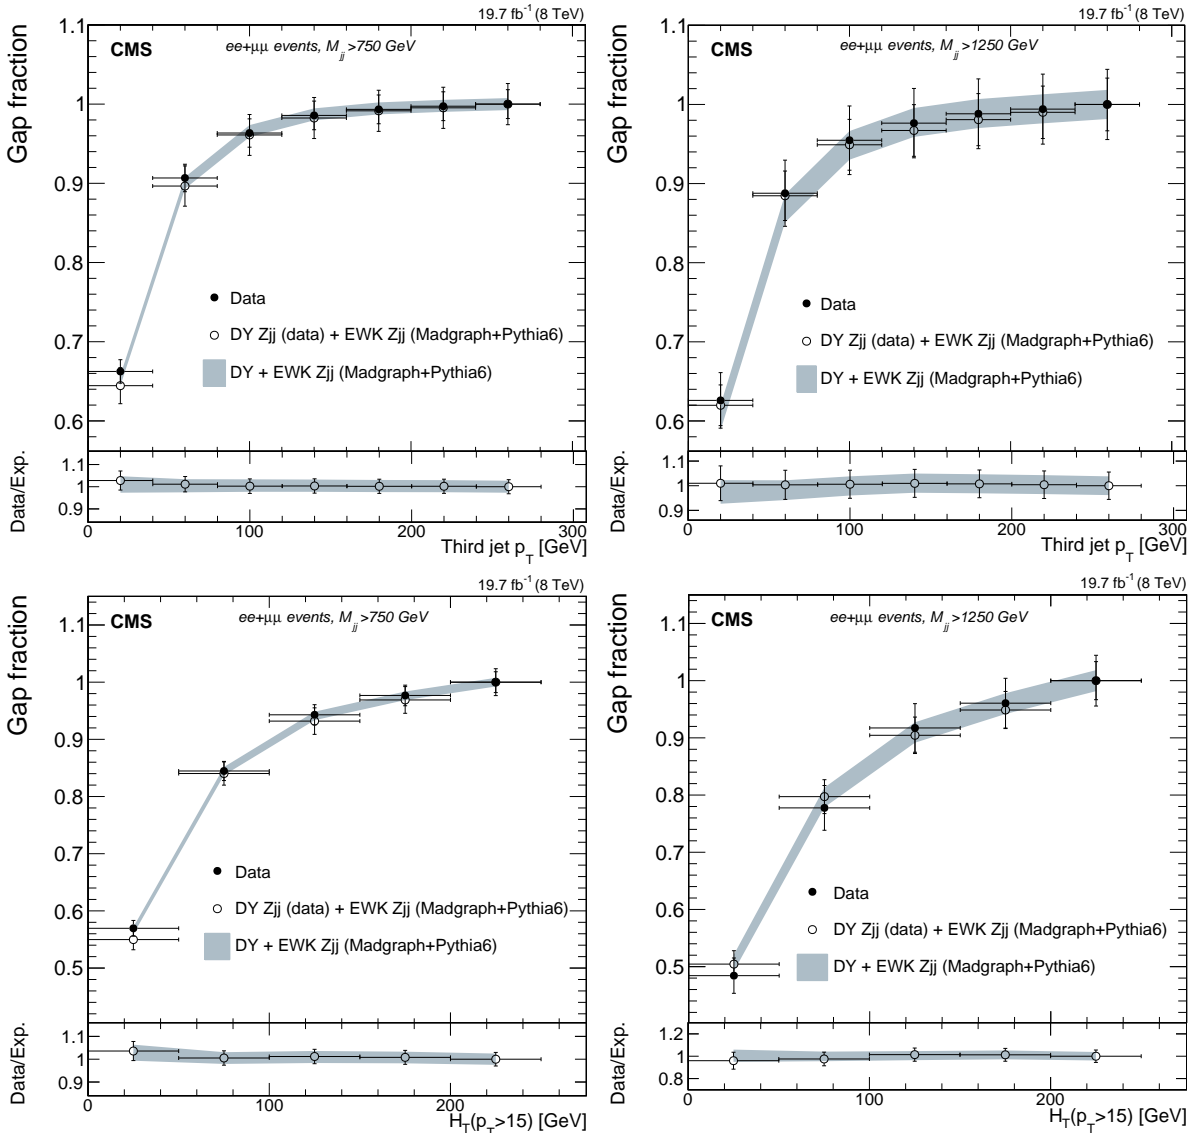 19.7 fb-1 (8 TeV)
CMS
ee+μμ events, Mjj >750 GeV
Gap fraction
1.1
1
0.9
0.8
0.7
0.6
Data
DY Zjj (data) + EWK Zjj (Madgraph+Pythia6)
DY + EWK Zjj (Madgraph+Pythia6)
Data/Exp.
1.1
1
0.9
0 100 200 300
Third jet pT [GeV]
19.7 fb-1 (8 TeV)
CMS
ee+μμ events, Mjj >1250 GeV
Gap fraction
1.1
1
0.9
0.8
0.7
0.6
Data
DY Zjj (data) + EWK Zjj (Madgraph+Pythia6)
DY + EWK Zjj (Madgraph+Pythia6)
Data/Exp.
1.1
1
0.9
0 100 200 300
Third jet pT [GeV]
19.7 fb-1 (8 TeV)
CMS
ee+μμ events, Mjj >750 GeV
Gap fraction
1.1
1
0.9
0.8
0.7
0.6
0.5
Data
DY Zjj (data) + EWK Zjj (Madgraph+Pythia6)
DY + EWK Zjj (Madgraph+Pythia6)
Data/Exp.
1.1
1
0.9
0 100 200
HT(pT>15) [GeV]
19.7 fb-1 (8 TeV)
CMS
ee+μμ events, Mjj >1250 GeV
Gap fraction
1.1
1
0.9
0.8
0.7
0.6
0.5
Data
DY Zjj (data) + EWK Zjj (Madgraph+Pythia6)
DY + EWK Zjj (Madgraph+Pythia6)
Data/Exp.
1.2
1
0.8
0 100 200
HT(pT>15) [GeV]